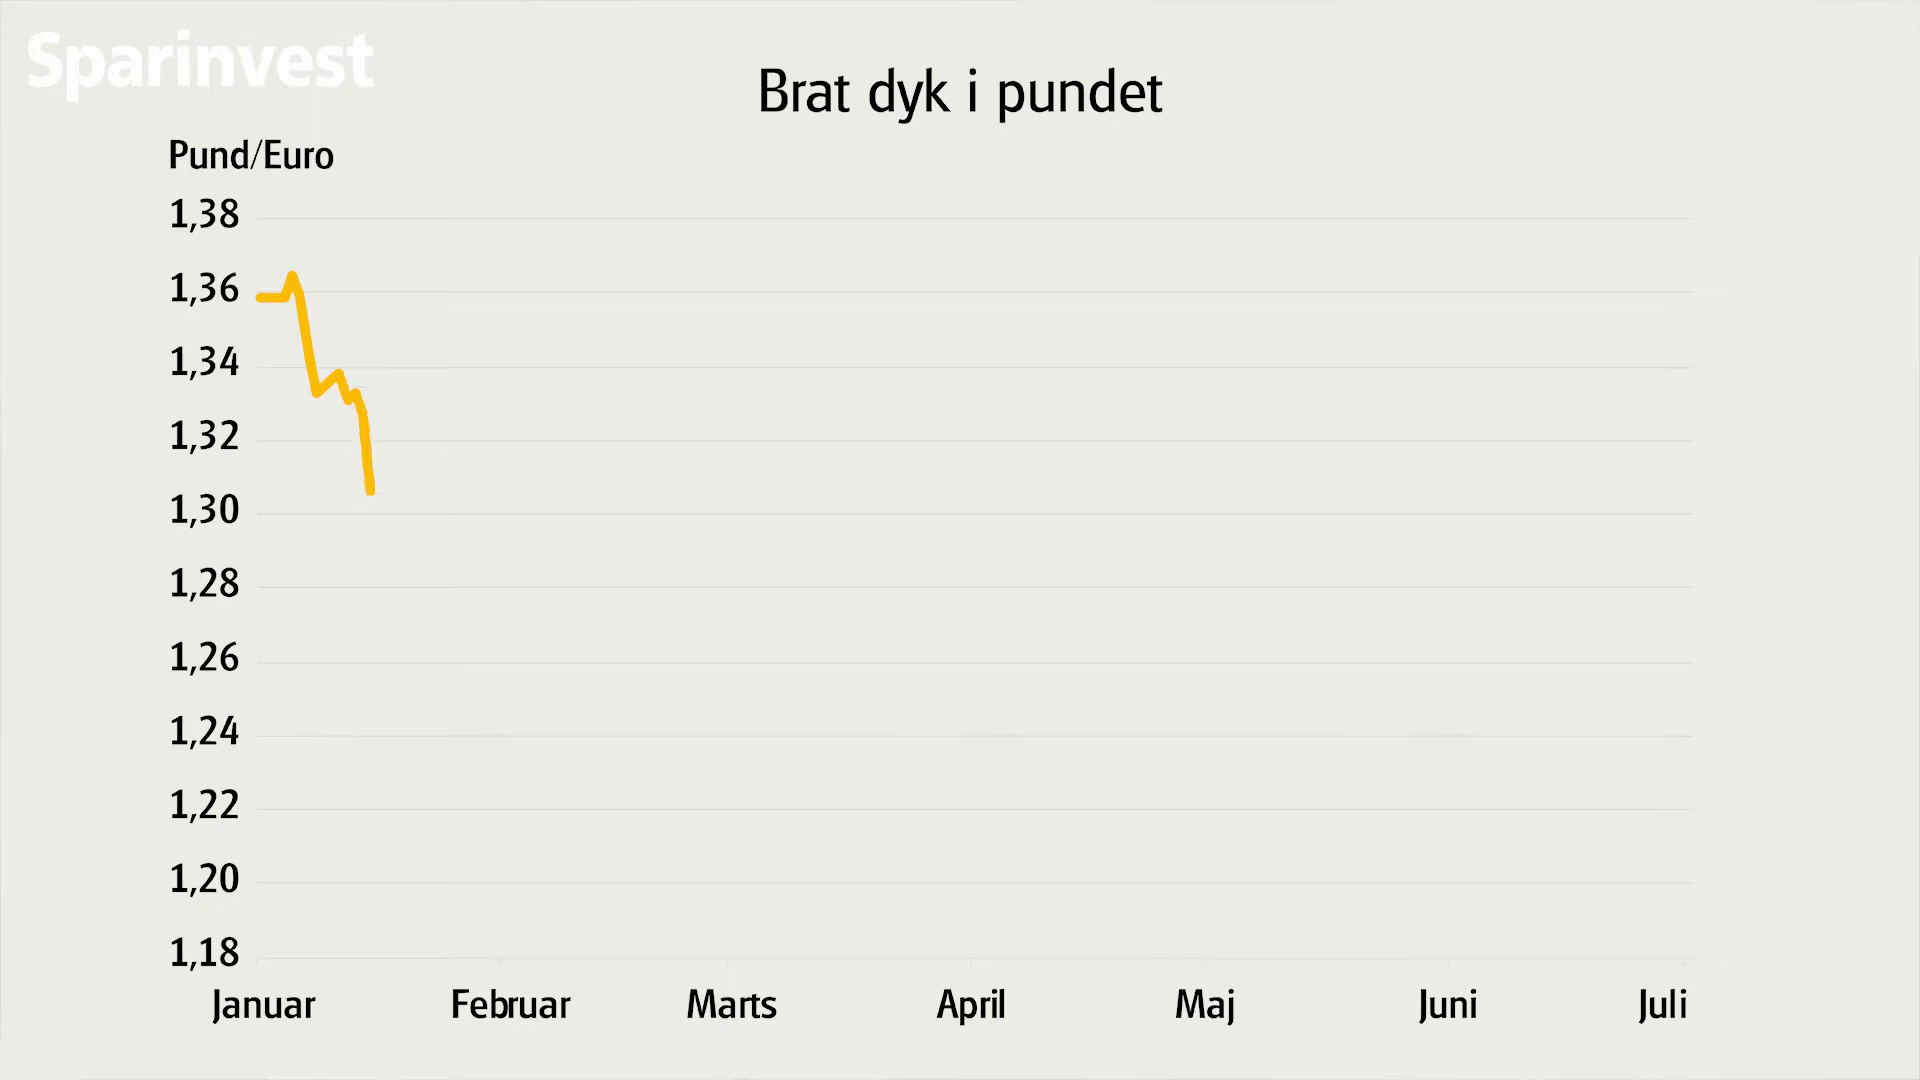 Sparinvest
Brat dyk i pundet
Pund/Euro
1,38
1,36
1,34
1,32
1,30
1,28
1,26
1,24
1,22
1,20
1,18
Januar Februar Marts April Maj Juni Juli